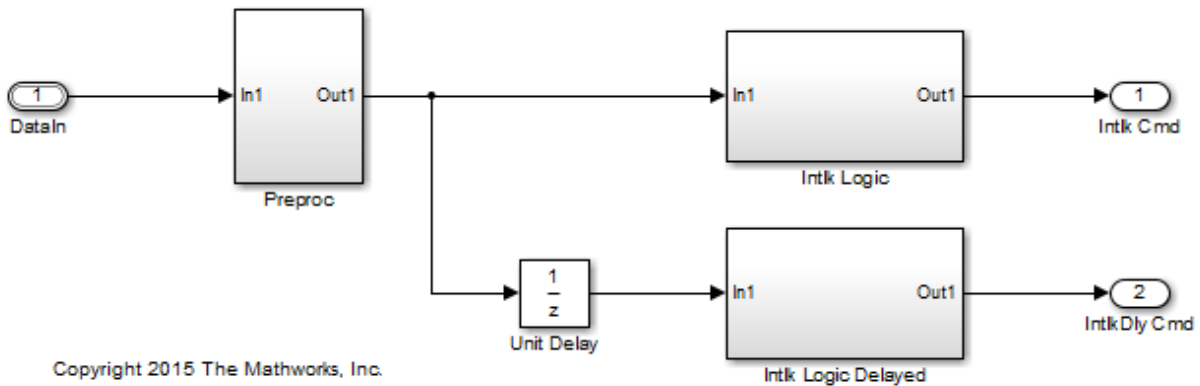 1
DataIn
In1
Out1
Preproc
In1
Out1
Intlk Logic
1
Intlk Cmd
1
z
Unit Delay
In1
Out1
Intlk Logic Delayed
2
IntlkDly Cmd
Copyright 2015 The Mathworks, Inc.